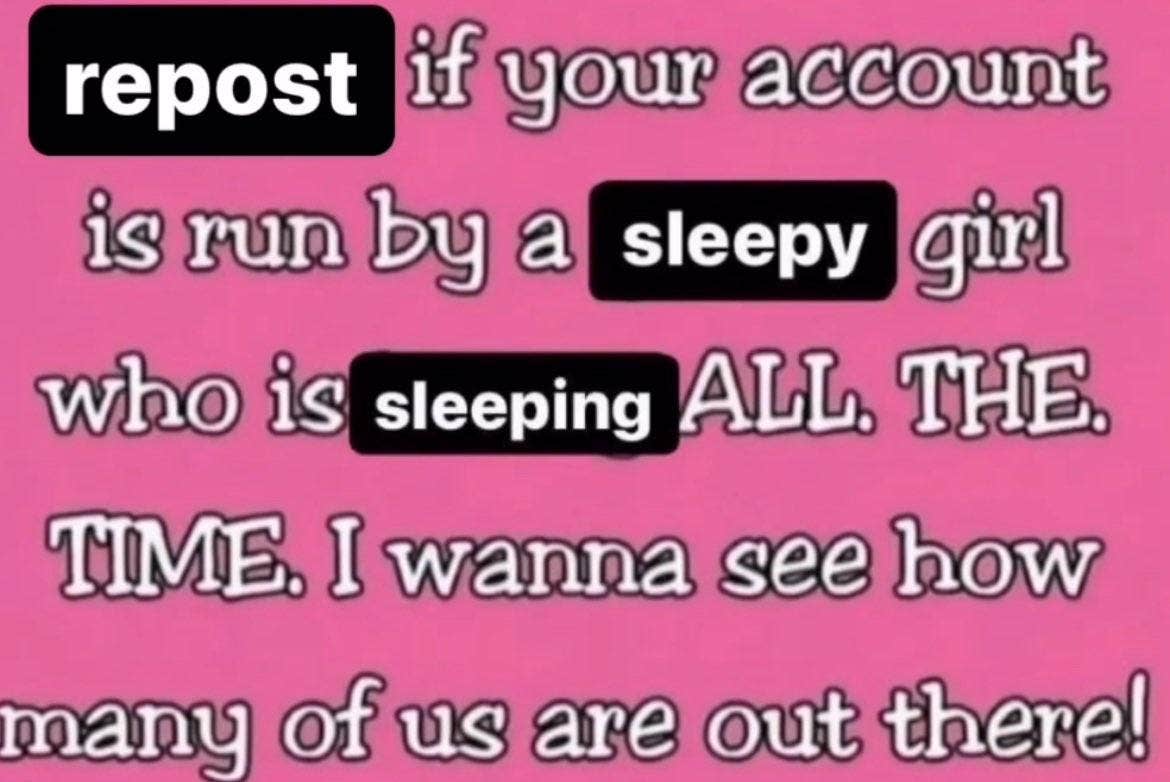 repost if your account
is run by a sleepy girl
who is sleeping ALL. THE.
TIME. I wanna see how
many of us are out there!